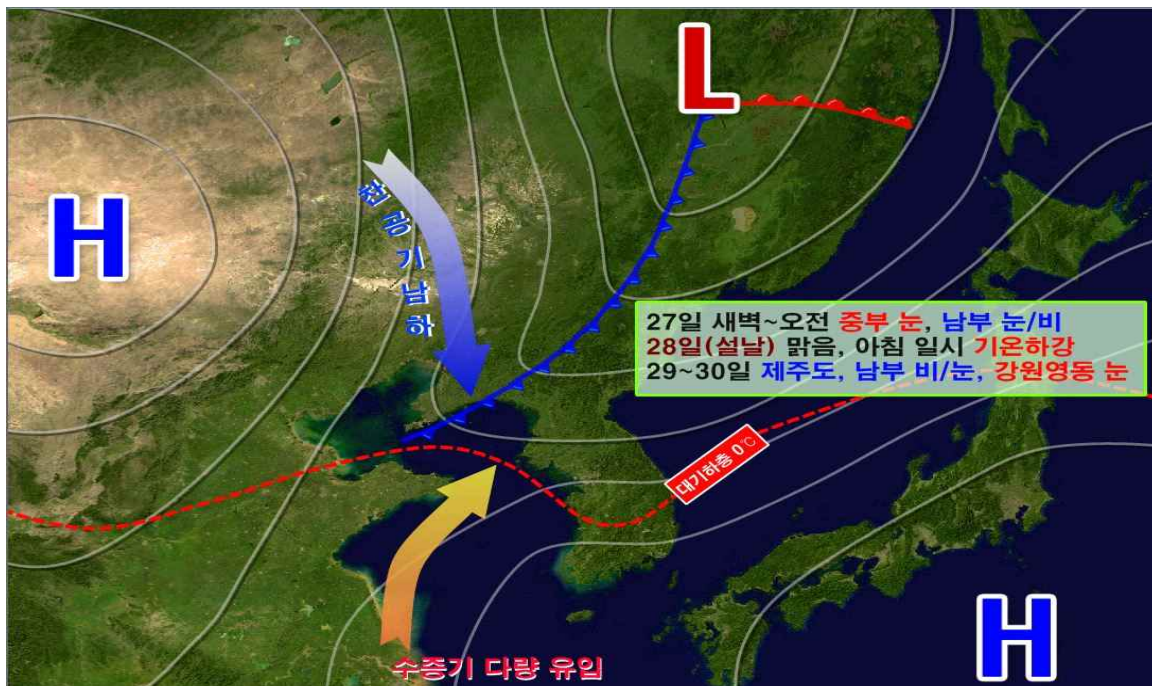 L
H
찬공기남하
27일 새벽~오전 중부 눈, 남부 눈/비
28일(설날) 맑음, 아침 일시 기온하강
29~30일 제주도, 남부 비/눈, 강원영동 눈
대기하층 0℃
H
수증기 다량 유입